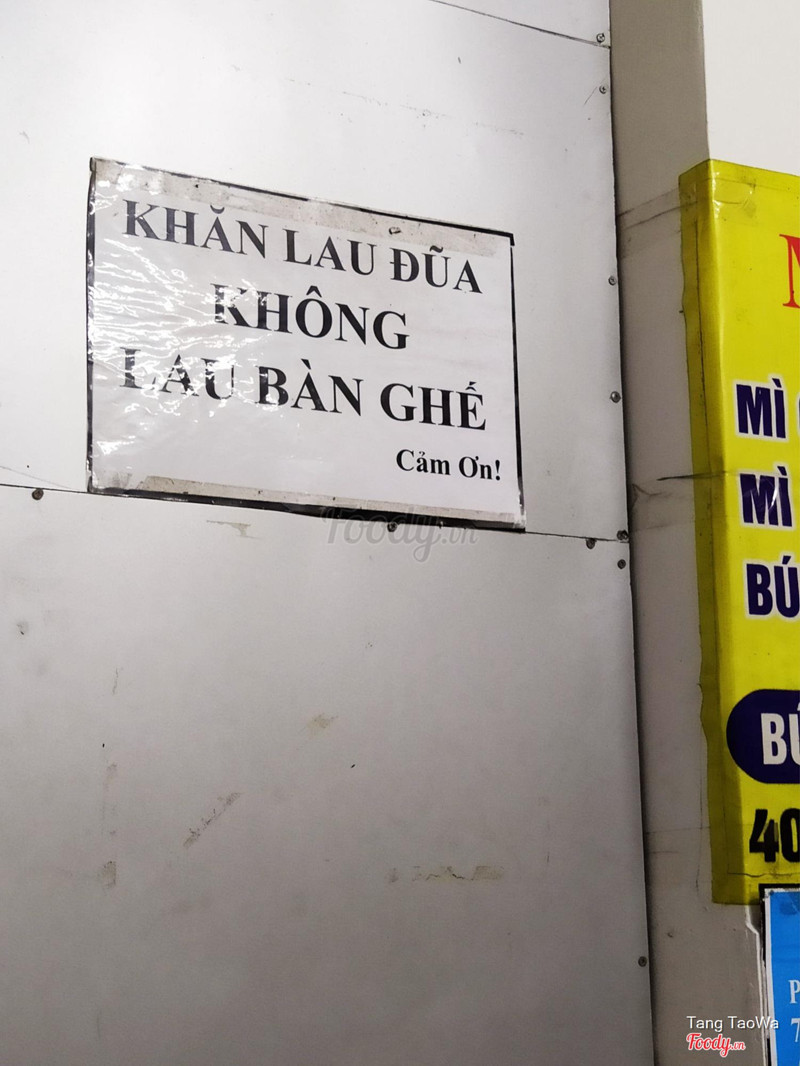 KHĂN LAU ĐŨA
KHÔNG
LAU BÀN GHẾ
Cảm Ơn!
Foody.vn
MÌ
MÌ
BÚ
BÚ
40
P
7
Tang TaoWa
Foody.vn